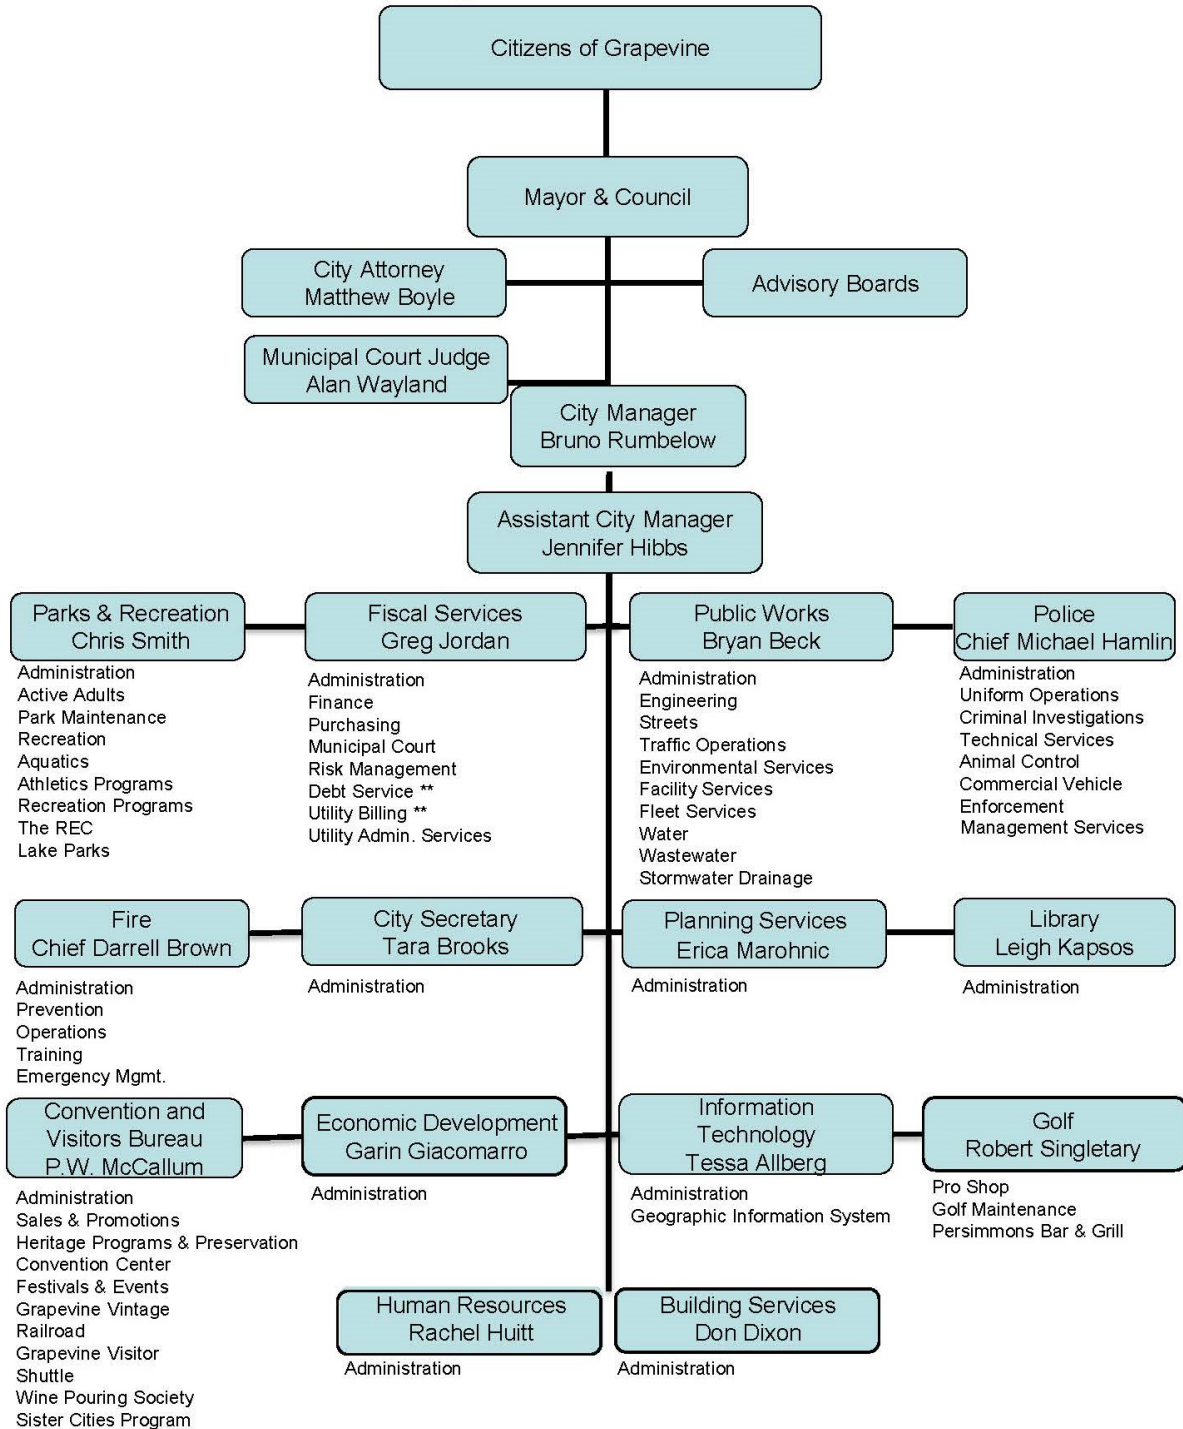 Citizens of Grapevine
Mayor & Council
City Attorney
Matthew Boyle
Advisory Boards
Municipal Court Judge
Alan Wayland
City Manager
Bruno Rumbelow
Assistant City Manager
Jennifer Hibbs
Parks & Recreation
Chris Smith
Administration
Active Adults
Park Maintenance
Recreation
Aquatics
Athletics Programs
Recreation Programs
The REC
Lake Parks
Fiscal Services
Greg Jordan
Administration
Finance
Purchasing
Municipal Court
Risk Management
Debt Service **
Utility Billing **
Utility Admin. Services
Public Works
Bryan Beck
Administration
Engineering
Streets
Traffic Operations
Environmental Services
Facility Services
Fleet Services
Water
Wastewater
Stormwater Drainage
Police
Chief Michael Hamlin
Administration
Uniform Operations
Criminal Investigations
Technical Services
Animal Control
Commercial Vehicle
Enforcement
Management Services
Fire
Chief Darrell Brown
Administration
Prevention
Operations
Training
Emergency Mgmt.
City Secretary
Tara Brooks
Administration
Planning Services
Erica Marohnic
Administration
Library
Leigh Kapsos
Administration
Convention and
Visitors Bureau
P.W. McCallum
Administration
Sales & Promotions
Heritage Programs & Preservation
Convention Center
Festivals & Events
Grapevine Vintage
Railroad
Grapevine Visitor
Shuttle
Wine Pouring Society
Sister Cities Program
Economic Development
Garin Giacomarro
Administration
Information
Technology
Tessa Allberg
Administration
Geographic Information System
Golf
Robert Singletary
Pro Shop
Golf Maintenance
Persimmons Bar & Grill
Human Resources
Rachel Huitt
Administration
Building Services
Don Dixon
Administration